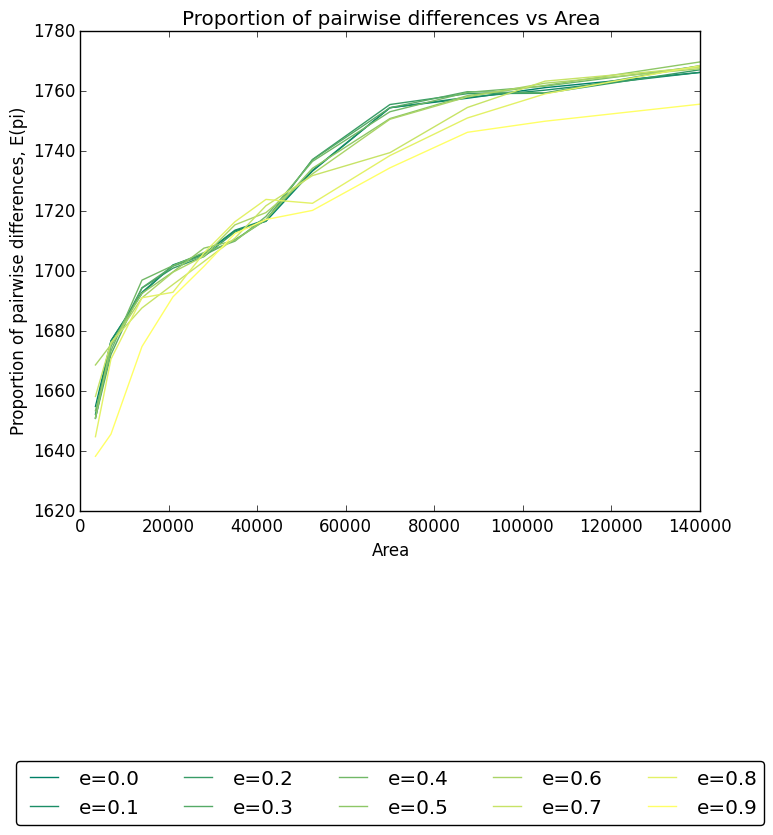 Proportion of pairwise differences vs Area
1780
1760
1740
1720
1700
1680
1660
1640
1620
Proportion of pairwise differences, E(pi)
0 20000 40000 60000 80000 100000 120000 140000
Area
e=0.0 e=0.2 e=0.4 e=0.6 e=0.8
e=0.1 e=0.3 e=0.5 e=0.7 e=0.9